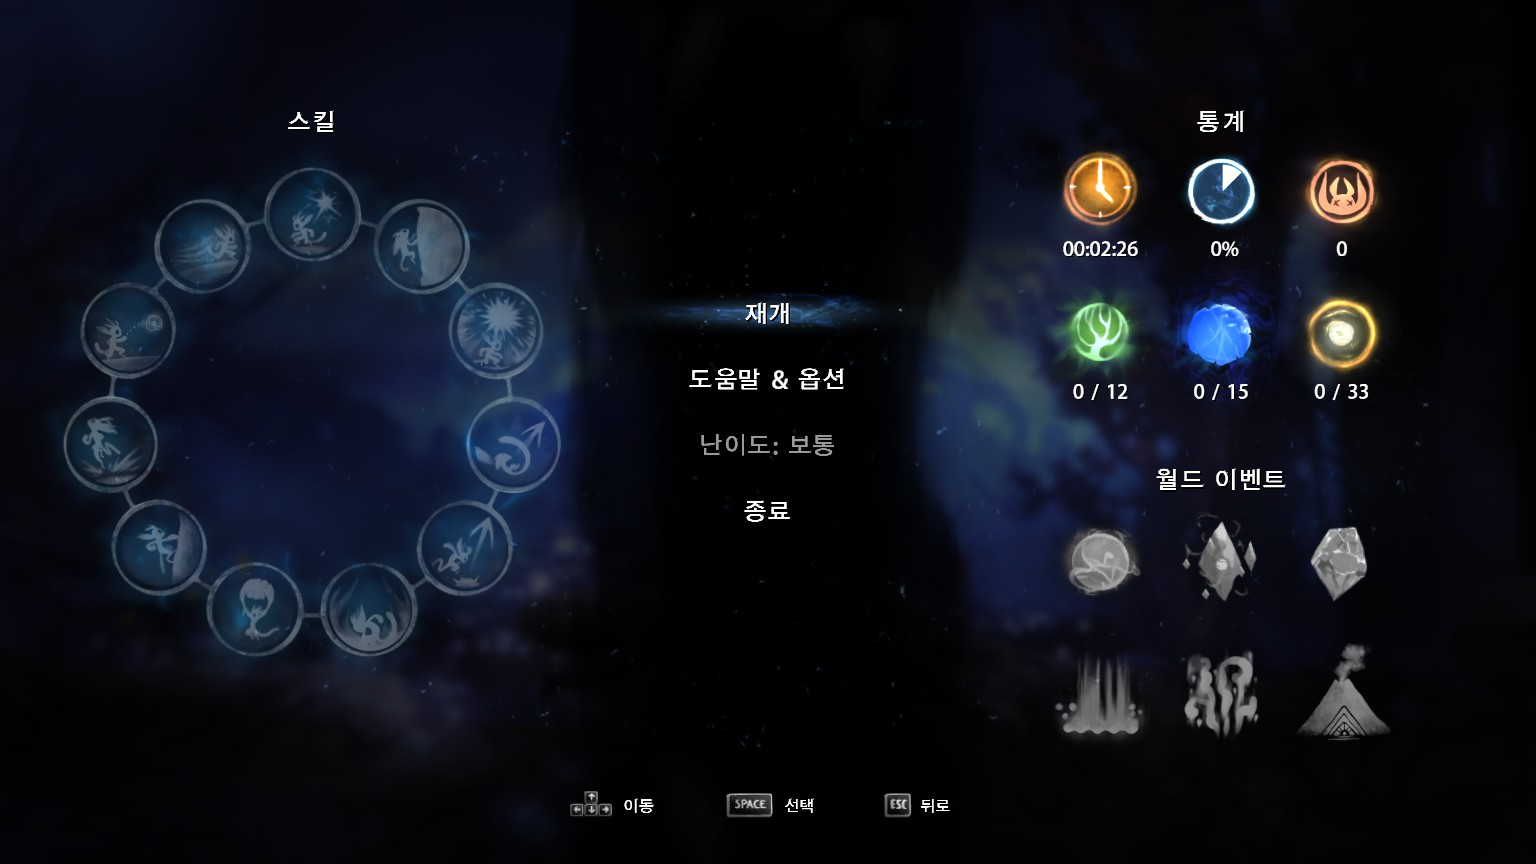 스킬
재개
도움말 & 옵션
난이도: 보통
종료
통계
00:02:26
0%
0
0 / 12
0 / 15
0 / 33
월드 이벤트
이동
SPACE 선택
ESC 뒤로